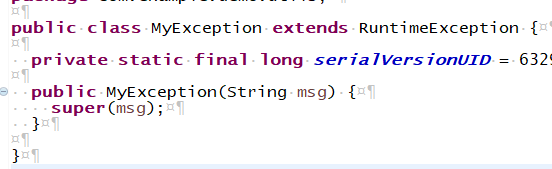 public class MyException extends RuntimeException {
private static final long serialVersionUID = 6329
public MyException(String msg) {
super(msg);
}
}